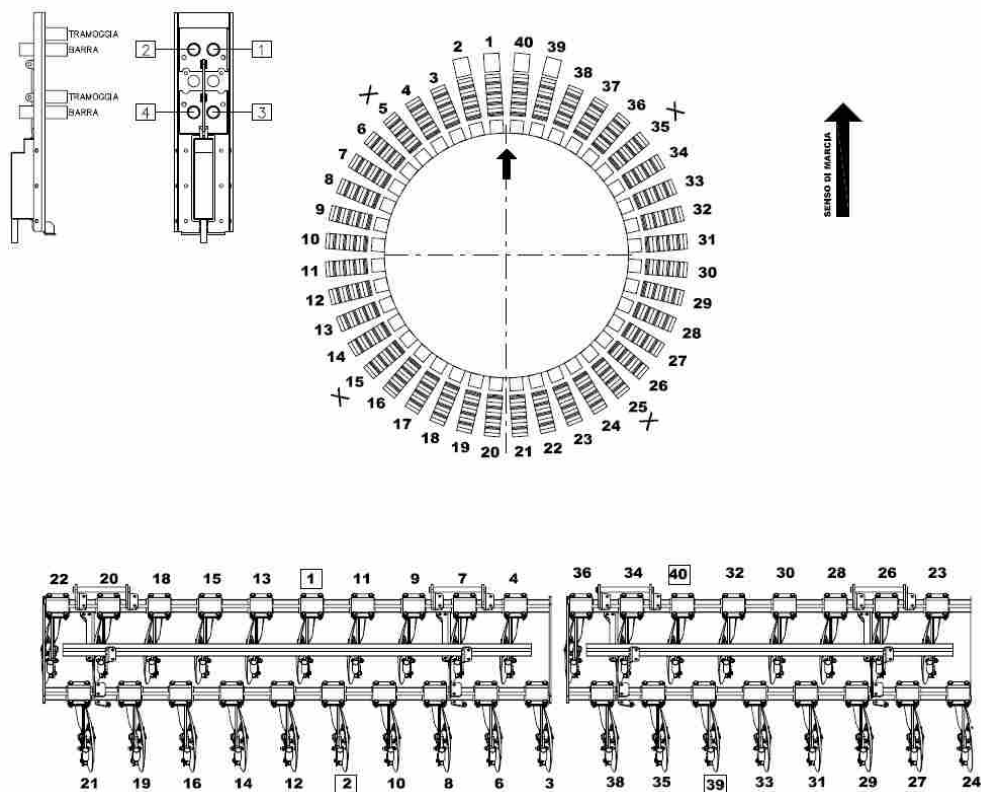 TRAMOGGIA
BARRA
TRAMOGGIA
BARRA
2 1
4 3
2 1 40 39
3 38
4 37
5 36
6 35
7 34
8 33
9 32
10 31
11 30
12 29
13 28
14 27
15 26
16 25
17 24
18 23
19 22
20 21
SENSO DI MARCIA
22 20 18 15 13 1 11 9 7 4 36 34 40 32 30 28 26 23
21 19 16 14 12 2 10 8 6 3 38 35 39 33 31 29 27 24